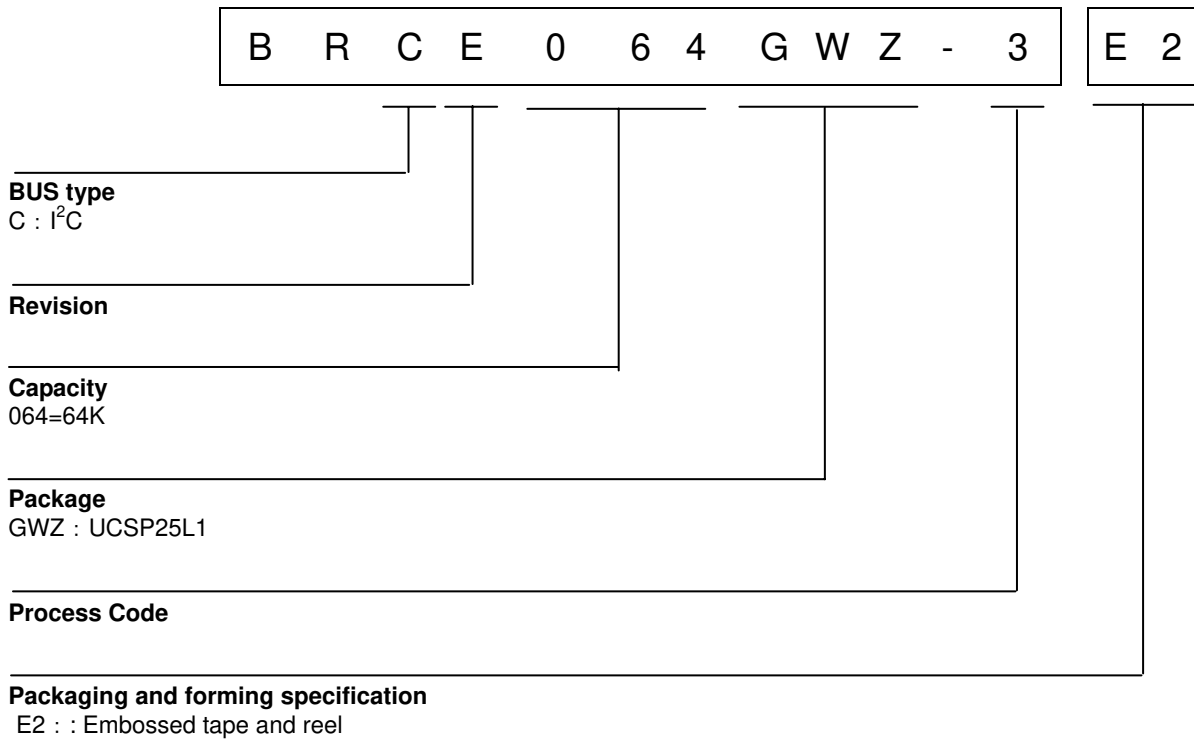 B R C E 0 6 4 G W Z - 3 E 2
BUS type
C : I²C
Revision
Capacity
064=64K
Package
GWZ : UCSP25L1
Process Code
Packaging and forming specification
E2 : : Embossed tape and reel